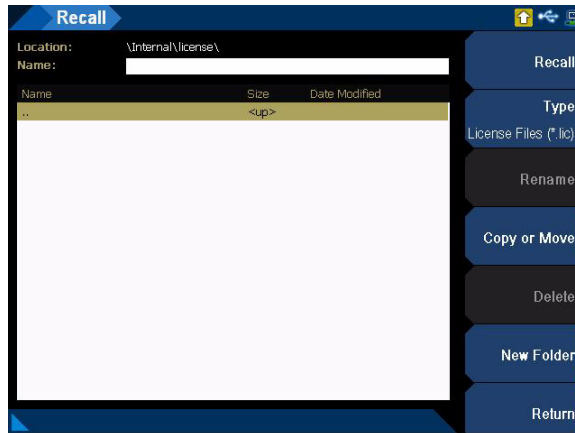 Recall
Location: \Internal\license\
Name:
Name Size Date Modified
.. <up>
Recall
Type
License Files (*.lic)
Rename
Copy or Move
Delete
New Folder
Return